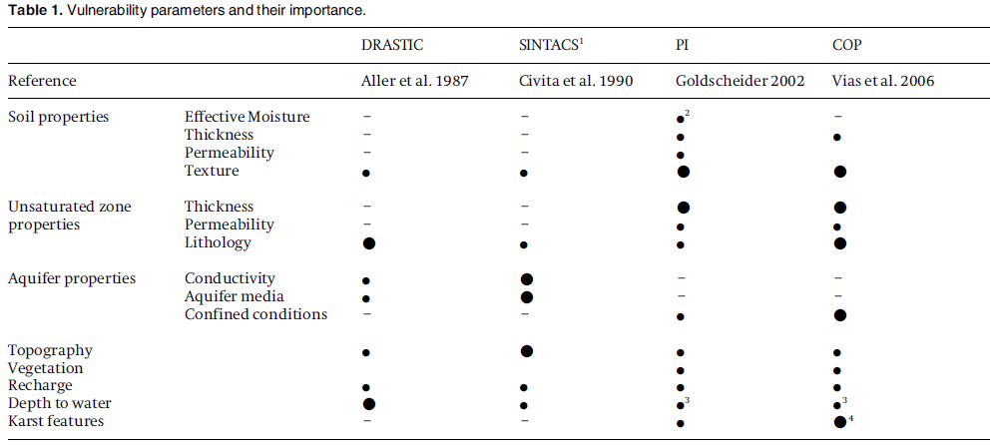 Table 1. Vulnerability parameters and their importance.
DRASTIC SINTACS¹ PI COP
Reference Aller et al. 1987 Civita et al. 1990 Goldscheider 2002 Vias et al. 2006
Soil properties Effective Moisture – – •² –
Thickness – – • •
Permeability – – •
Texture • • ● ●
Unsaturated zone Thickness – – ● ●
properties Permeability – – • •
Lithology ● • • ●
Aquifer properties Conductivity • ● – –
Aquifer media • ● – –
Confined conditions – – • ●
Topography • ● • •
Vegetation • •
Recharge • • • •
Depth to water ● • •³ •³
Karst features – – • ●⁴